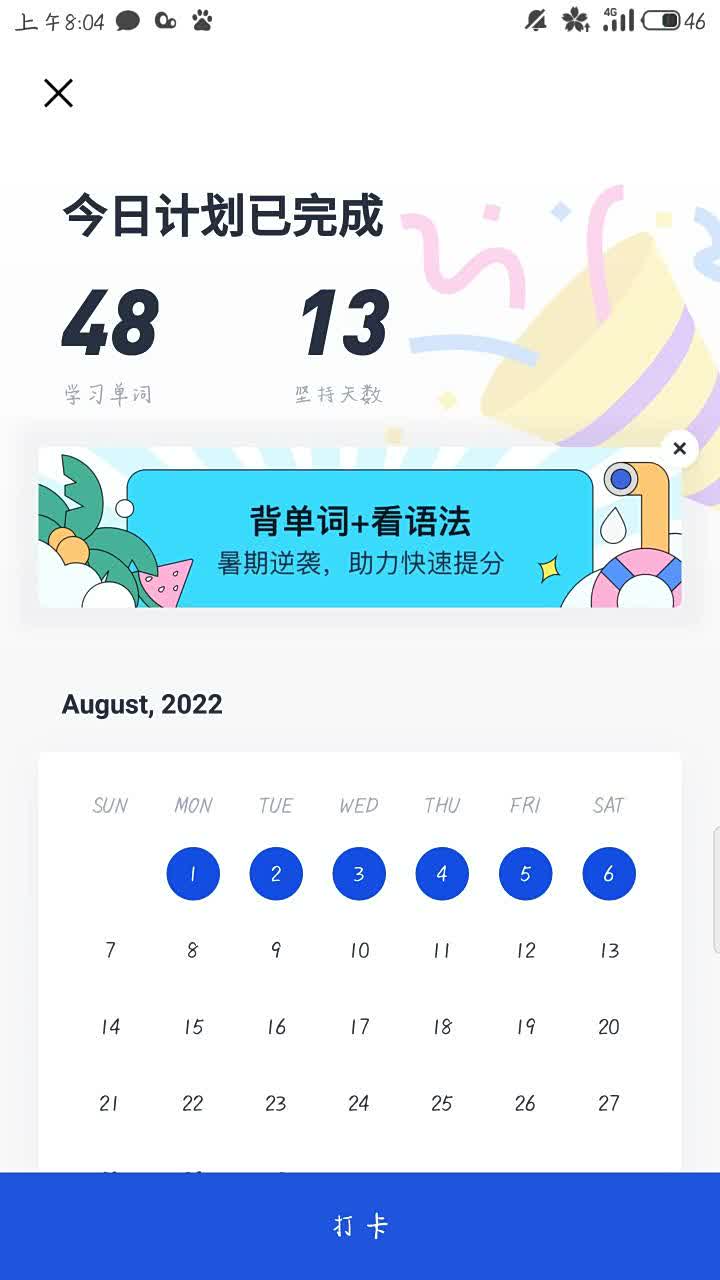 上午8:04 4G 46
今日计划已完成
48 13
学习单词 坚持天数
背单词+看语法
暑期逆袭，助力快速提分
August, 2022
SUN MON TUE WED THU FRI SAT
1 2 3 4 5 6
7 8 9 10 11 12 13
14 15 16 17 18 19 20
21 22 23 24 25 26 27
打卡